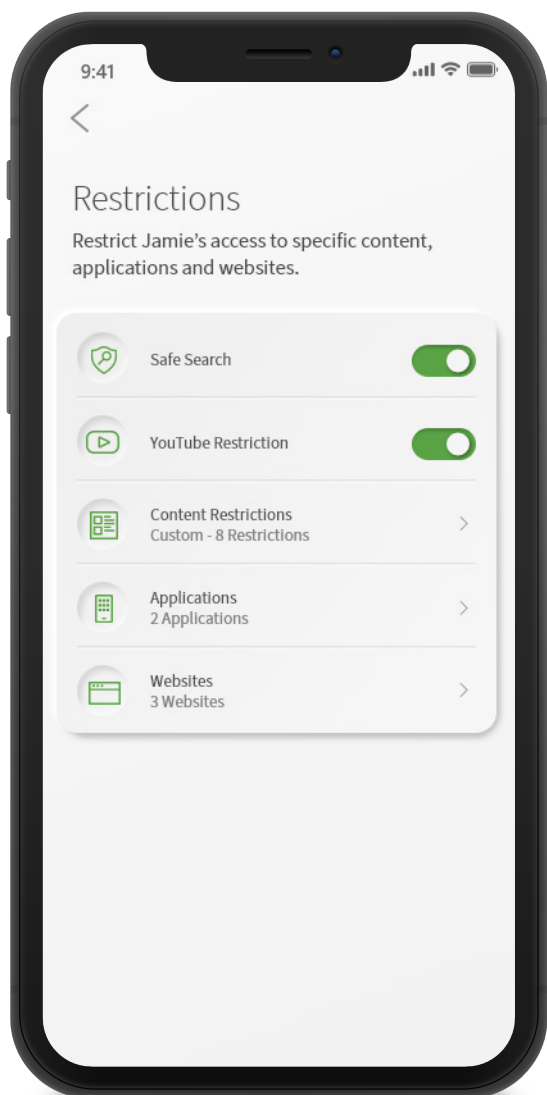 9:41
Restrictions
Restrict Jamie’s access to specific content,
applications and websites.
Safe Search
YouTube Restriction
Content Restrictions
Custom - 8 Restrictions
Applications
2 Applications
Websites
3 Websites